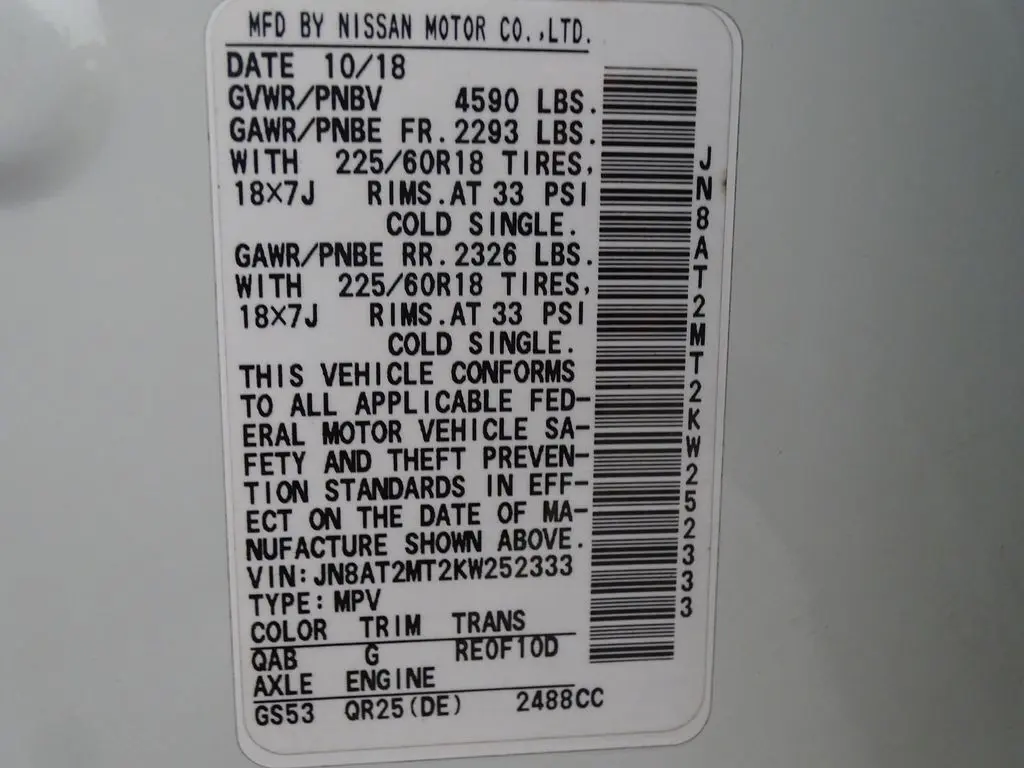 MFD BY NISSAN MOTOR CO.,LTD.
DATE 10/18
GVWR/PNBV 4590 LBS.
GAWR/PNBE FR.2293 LBS.
WITH 225/60R18 TIRES,
18X7J RIMS.AT 33 PSI
COLD SINGLE.
GAWR/PNBE RR.2326 LBS.
WITH 225/60R18 TIRES,
18X7J RIMS.AT 33 PSI
COLD SINGLE.
THIS VEHICLE CONFORMS
TO ALL APPLICABLE FED-
ERAL MOTOR VEHICLE SA-
FETY AND THEFT PREVEN-
TION STANDARDS IN EFF-
ECT ON THE DATE OF MA-
NUFACTURE SHOWN ABOVE.
VIN:JN8AT2MT2KW252333
TYPE:MPV
COLOR TRIM TRANS
QAB G RE0F10D
AXLE ENGINE
GS53 QR25(DE) 2488CC
JN8AT2MT2KW252333